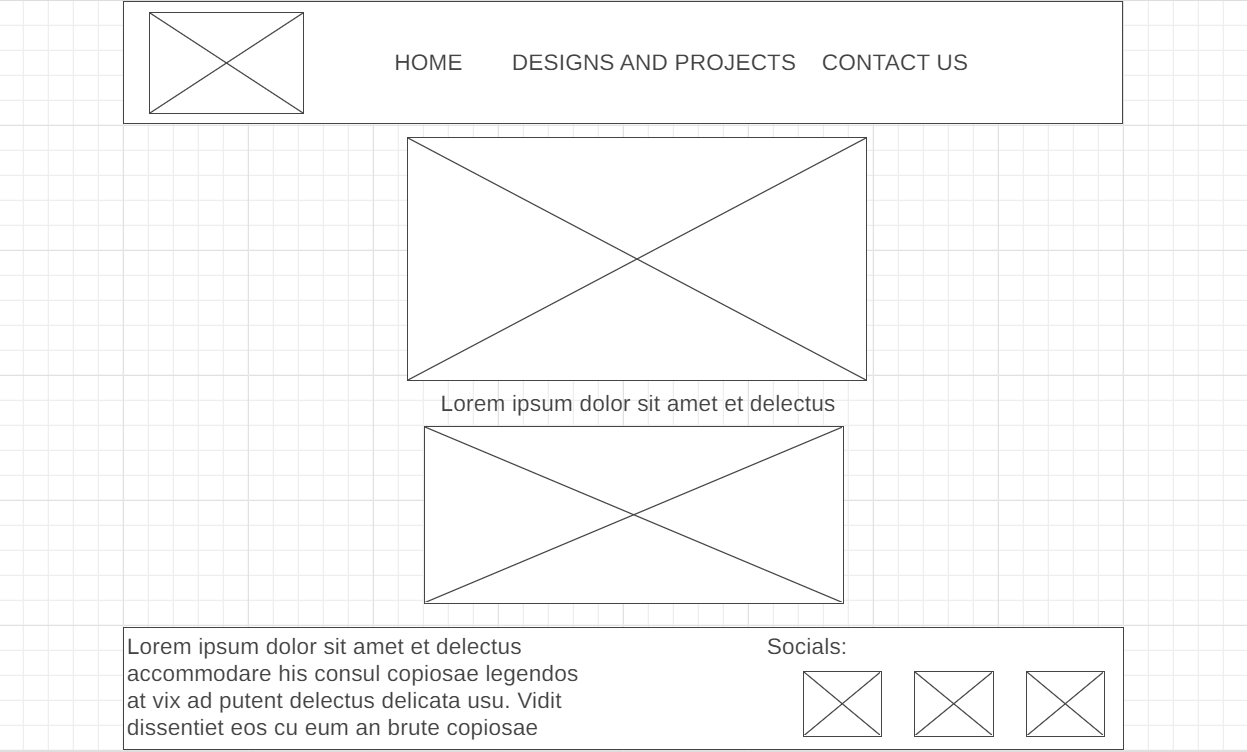 HOME DESIGNS AND PROJECTS CONTACT US
Lorem ipsum dolor sit amet et delectus
Lorem ipsum dolor sit amet et delectus
accommodare his consul copiosae legendos
at vix ad putent delectus delicata usu. Vidit
dissentiet eos cu eum an brute copiosae
Socials: